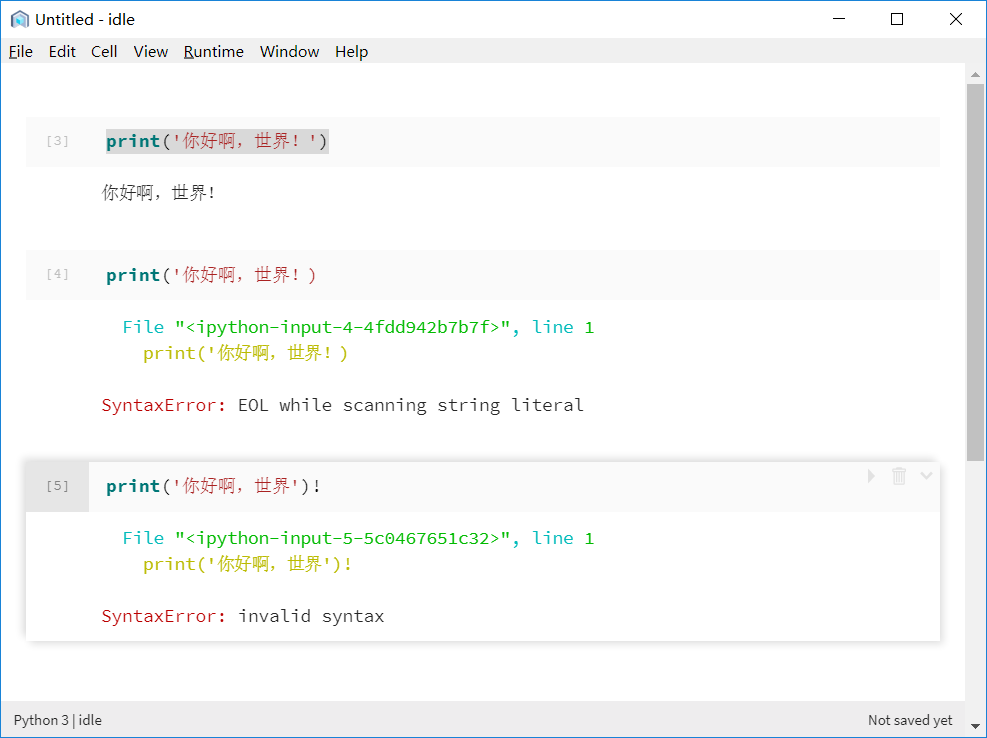 Untitled - idle
File Edit Cell View Runtime Window Help
[3] print('你好啊，世界！')
你好啊，世界！
[4] print('你好啊，世界！)
File "<ipython-input-4-4fdd942b7b7f>", line 1
print('你好啊，世界！)
SyntaxError: EOL while scanning string literal
[5] print('你好啊，世界')!
File "<ipython-input-5-5c0467651c32>", line 1
print('你好啊，世界')!
SyntaxError: invalid syntax
Python 3 | idle Not saved yet